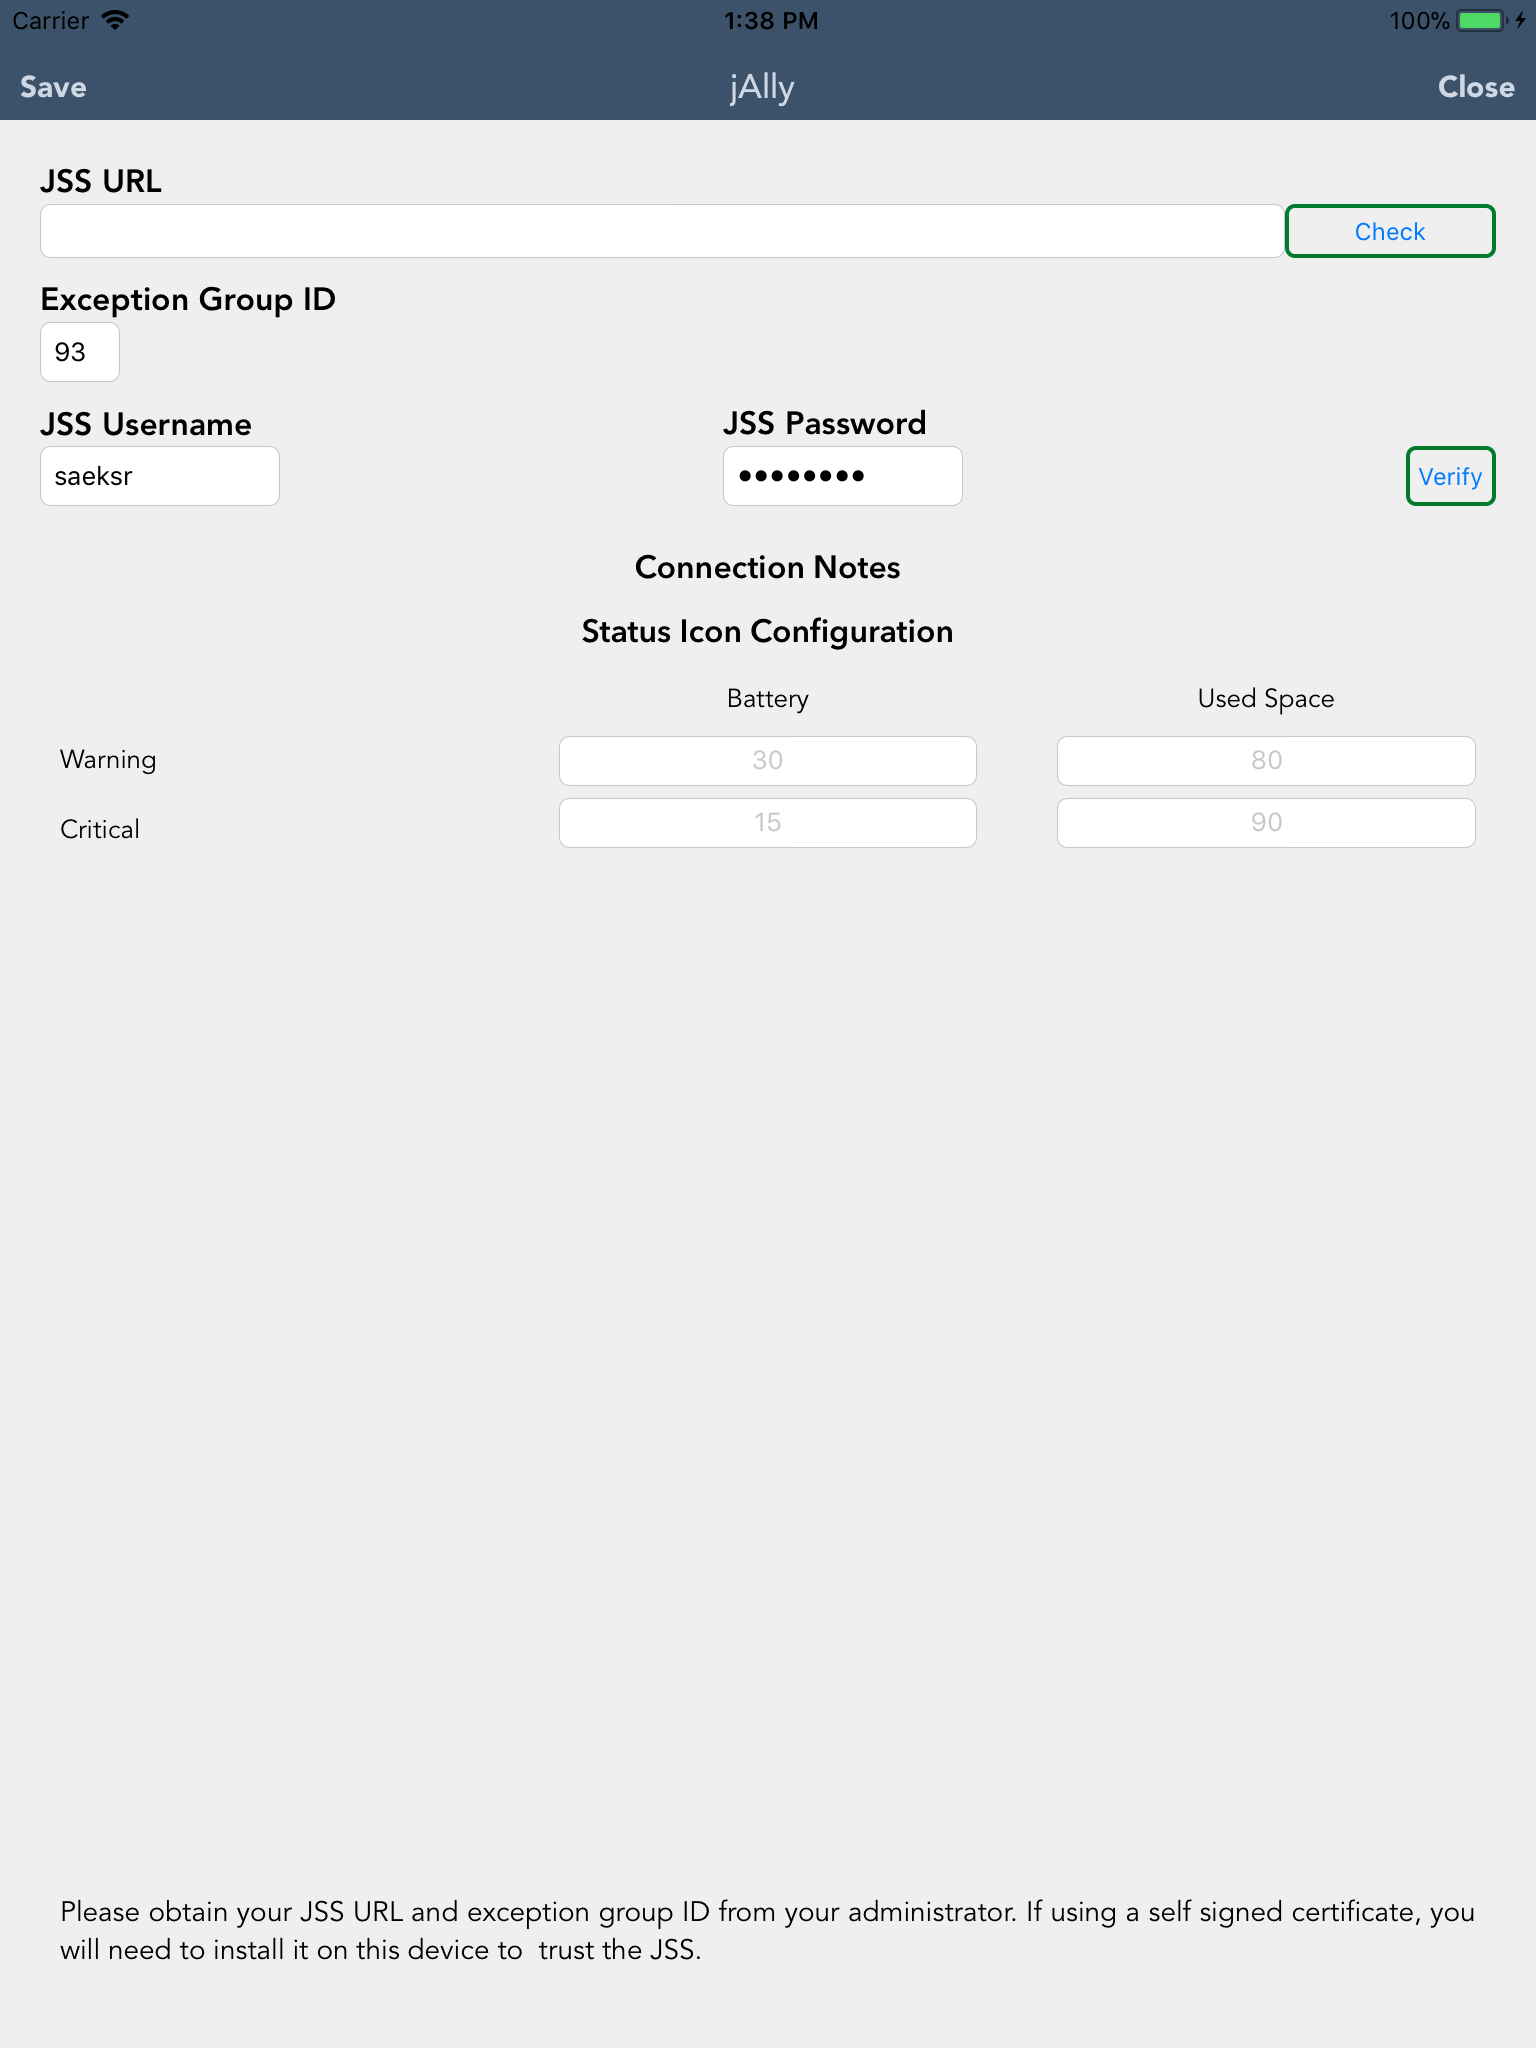 Carrier 1:38 PM 100%
Save jAlly Close
JSS URL
Check
Exception Group ID
93
JSS Username JSS Password
saeksr •••••••• Verify
Connection Notes
Status Icon Configuration
Battery Used Space
Warning 30 80
Critical 15 90
Please obtain your JSS URL and exception group ID from your administrator. If using a self signed certificate, you
will need to install it on this device to  trust the JSS.